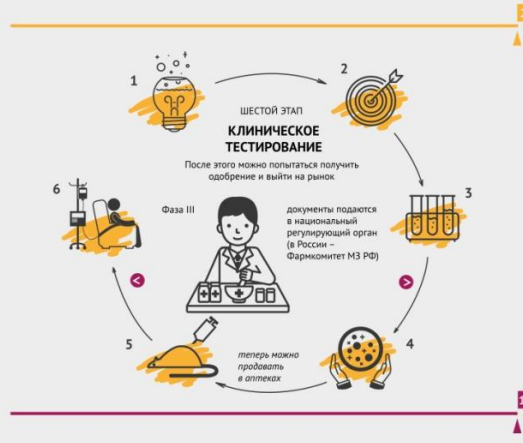 1
2
ШЕСТОЙ ЭТАП
КЛИНИЧЕСКОЕ
ТЕСТИРОВАНИЕ
После этого можно попытаться получить
одобрение и выйти на рынок
6
3
Фаза III
документы подаются
в национальный
регулирующий орган
(в России –
Фармкомитет МЗ РФ)
<
>
5
4
теперь можно
продавать
в аптеках